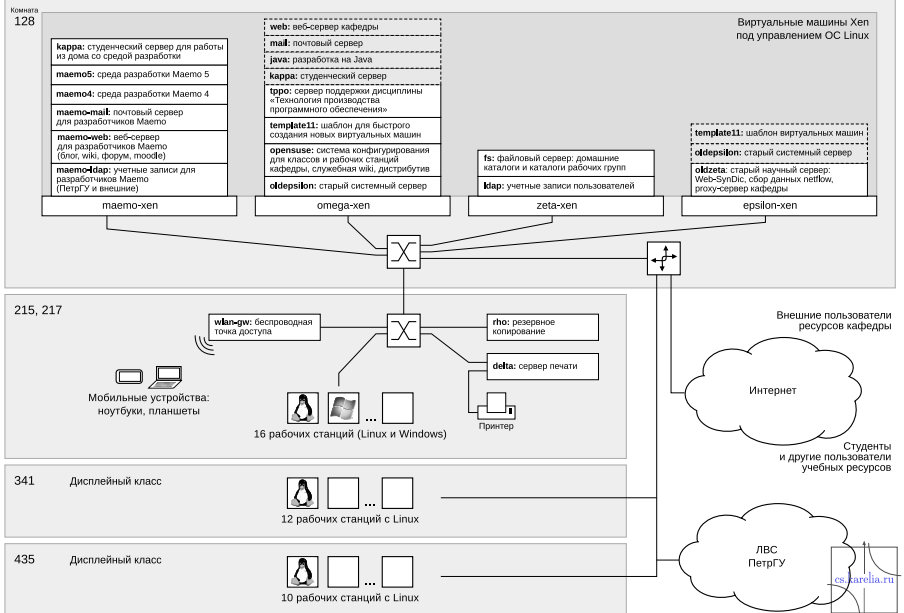 Комната
128
Виртуальные машины Xen
под управлением ОС Linux
kappa: студенческий сервер для работы
из дома со средой разработки
maemo5: среда разработки Maemo 5
maemo4: среда разработки Maemo 4
maemo-mail: почтовый сервер
для разработчиков Maemo
maemo-web: веб-сервер
для разработчиков Maemo
(блог, wiki, форум, moodle)
maemo-ldap: учетные записи для
разработчиков Maemo
(ПетрГУ и внешние)
maemo-xen
web: веб-сервер кафедры
mail: почтовый сервер
java: разработка на Java
kappa: студенческий сервер
tppo: сервер поддержки дисциплины
«Технология производства
программного обеспечения»
template11: шаблон для быстрого
создания новых виртуальных машин
opensuse: система конфигурирования
для классов и рабочих станций
кафедры, служебная wiki, дистрибутив
oldepsilon: старый системный сервер
omega-xen
fs: файловый сервер: домашние
каталоги и каталоги рабочих групп
ldap: учетные записи пользователей
zeta-xen
template11: шаблон виртуальных машин
oldepsilon: старый системный сервер
oldzeta: старый научный сервер:
Web-SynDic, сбор данных netflow,
proxy-сервер кафедры
epsilon-xen
215, 217
wlan-gw: беспроводная
точка доступа
rho: резервное
копирование
delta: сервер печати
Принтер
Мобильные устройства:
ноутбуки, планшеты
...
16 рабочих станций (Linux и Windows)
Внешние пользователи
ресурсов кафедры
Интернет
Студенты
и другие пользователи
учебных ресурсов
341
Дисплейный класс
...
12 рабочих станций с Linux
435
Дисплейный класс
...
10 рабочих станций с Linux
ЛВС
ПетрГУ
cs.karelia.ru